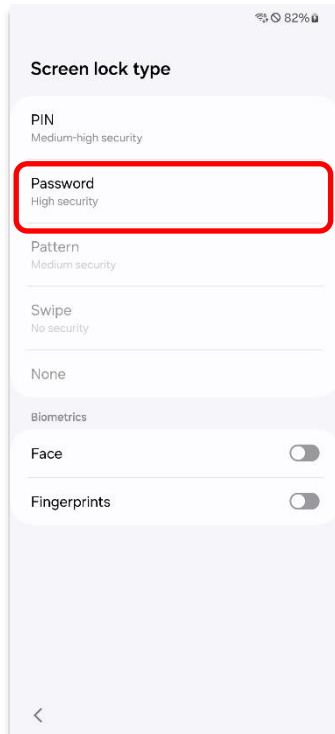 82%
Screen lock type
PIN
Medium-high security
Password
High security
Pattern
Medium security
Swipe
No security
None
Biometrics
Face
Fingerprints